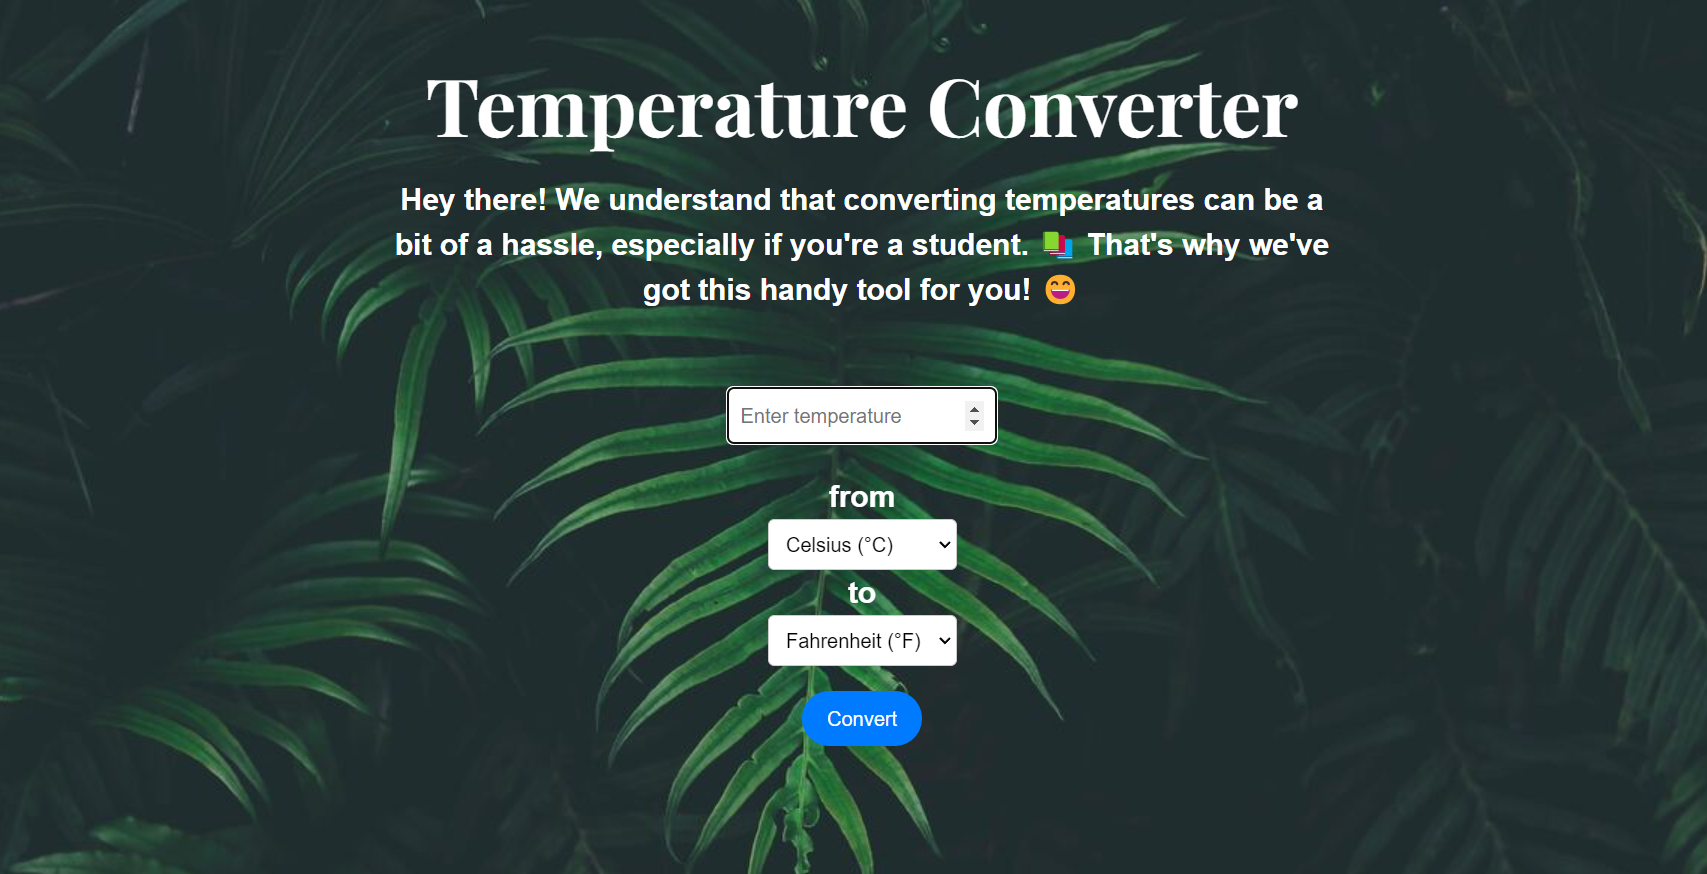 Temperature Converter
Hey there! We understand that converting temperatures can be a
bit of a hassle, especially if you're a student. 📚 That's why we've
got this handy tool for you! 😄
Enter temperature
from
Celsius (°C)
to
Fahrenheit (°F)
Convert